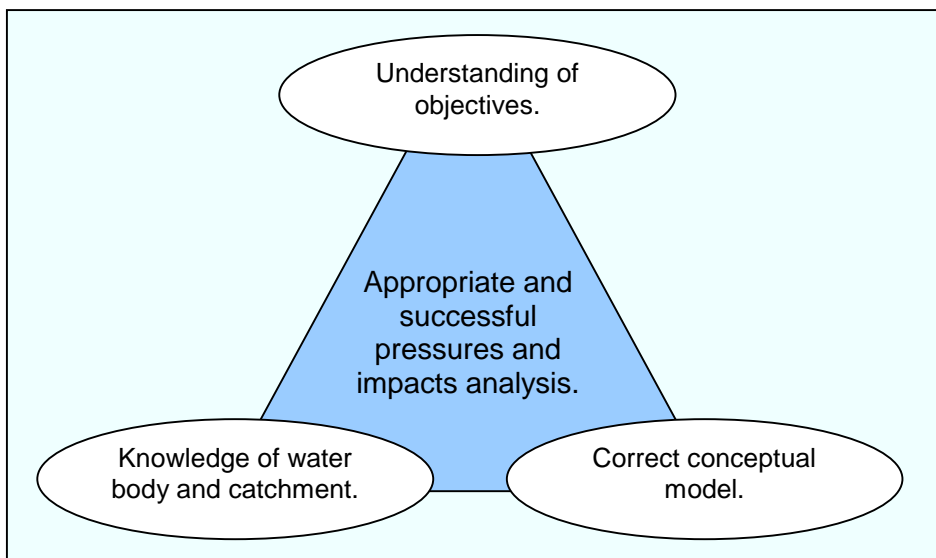 Understanding of
objectives.
Appropriate and
successful
pressures and
impacts analysis.
Knowledge of water
body and catchment.
Correct conceptual
model.